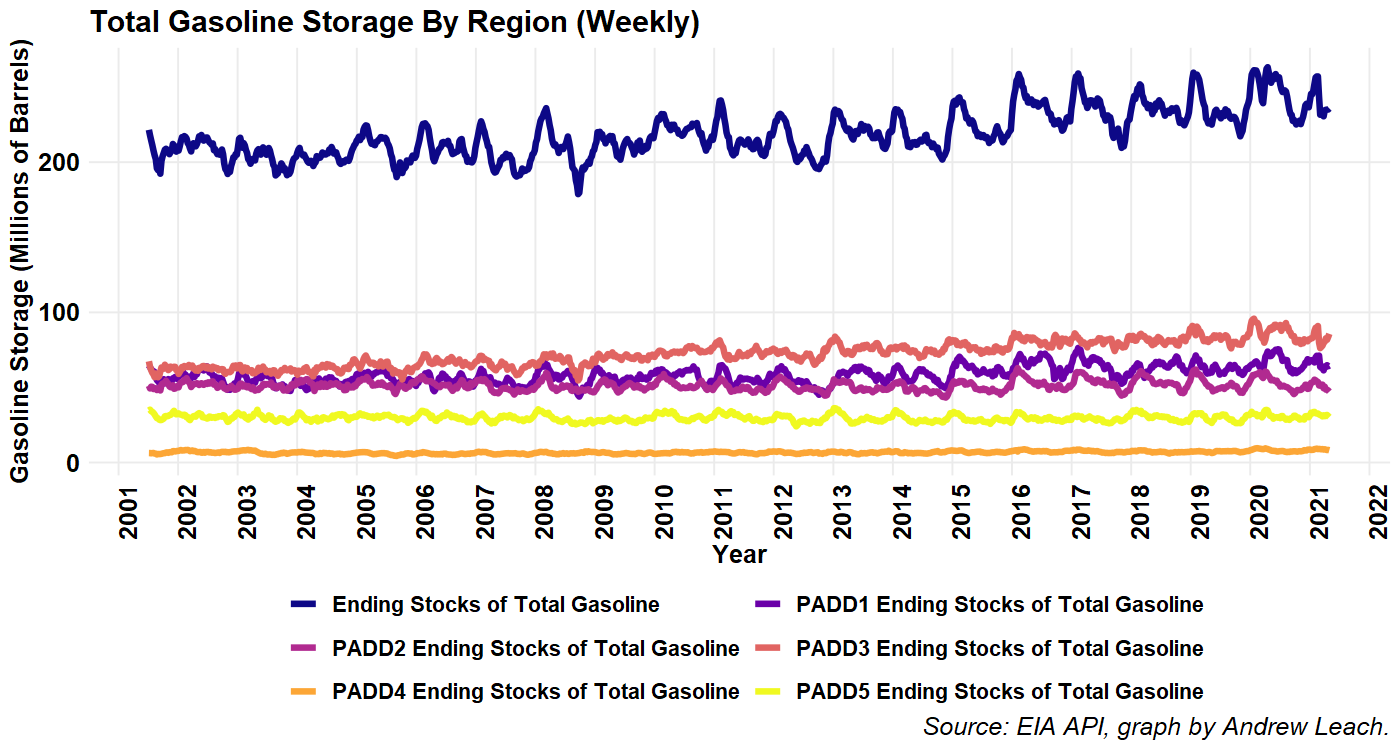 Total Gasoline Storage By Region (Weekly)
Gasoline Storage (Millions of Barrels)
200
100
0
2001 2002 2003 2004 2005 2006 2007 2008 2009 2010 2011 2012 2013 2014 2015 2016 2017 2018 2019 2020 2021 2022
Year
Ending Stocks of Total Gasoline PADD1 Ending Stocks of Total Gasoline
PADD2 Ending Stocks of Total Gasoline PADD3 Ending Stocks of Total Gasoline
PADD4 Ending Stocks of Total Gasoline PADD5 Ending Stocks of Total Gasoline
Source: EIA API, graph by Andrew Leach.